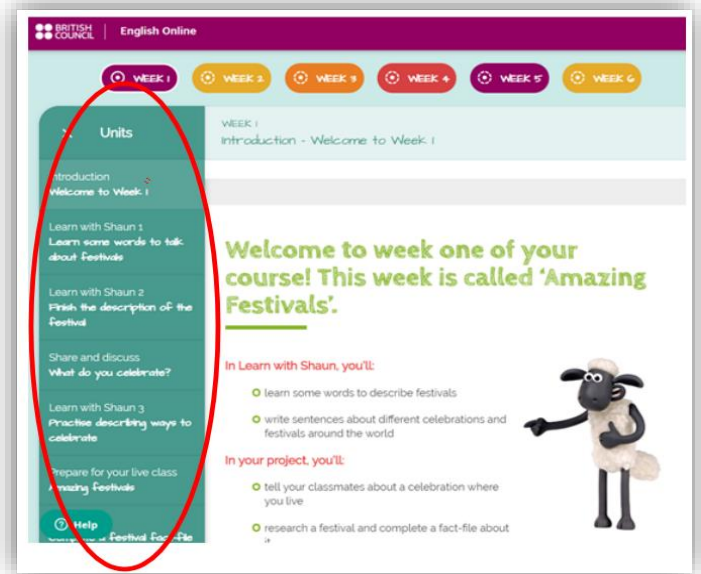 BRITISH
COUNCIL
English Online
WEEK 1
WEEK 2
WEEK 3
WEEK 4
WEEK 5
WEEK 6
Units
Introduction
Welcome to Week 1
Learn with Shaun 1
Learn some words to talk
about festivals
Learn with Shaun 2
Finish the description of the
festival
Share and discuss
What do you celebrate?
Learn with Shaun 3
Practise describing ways to
celebrate
Prepare for your live class
Amazing festivals
Help
Complete a festival fact-file
WEEK 1
Introduction - Welcome to Week 1
Welcome to week one of your
course! This week is called ‘Amazing
Festivals’.
In Learn with Shaun, you’ll:
learn some words to describe festivals
write sentences about different celebrations and
festivals around the world
In your project, you’ll:
tell your classmates about a celebration where
you live
research a festival and complete a fact-file about